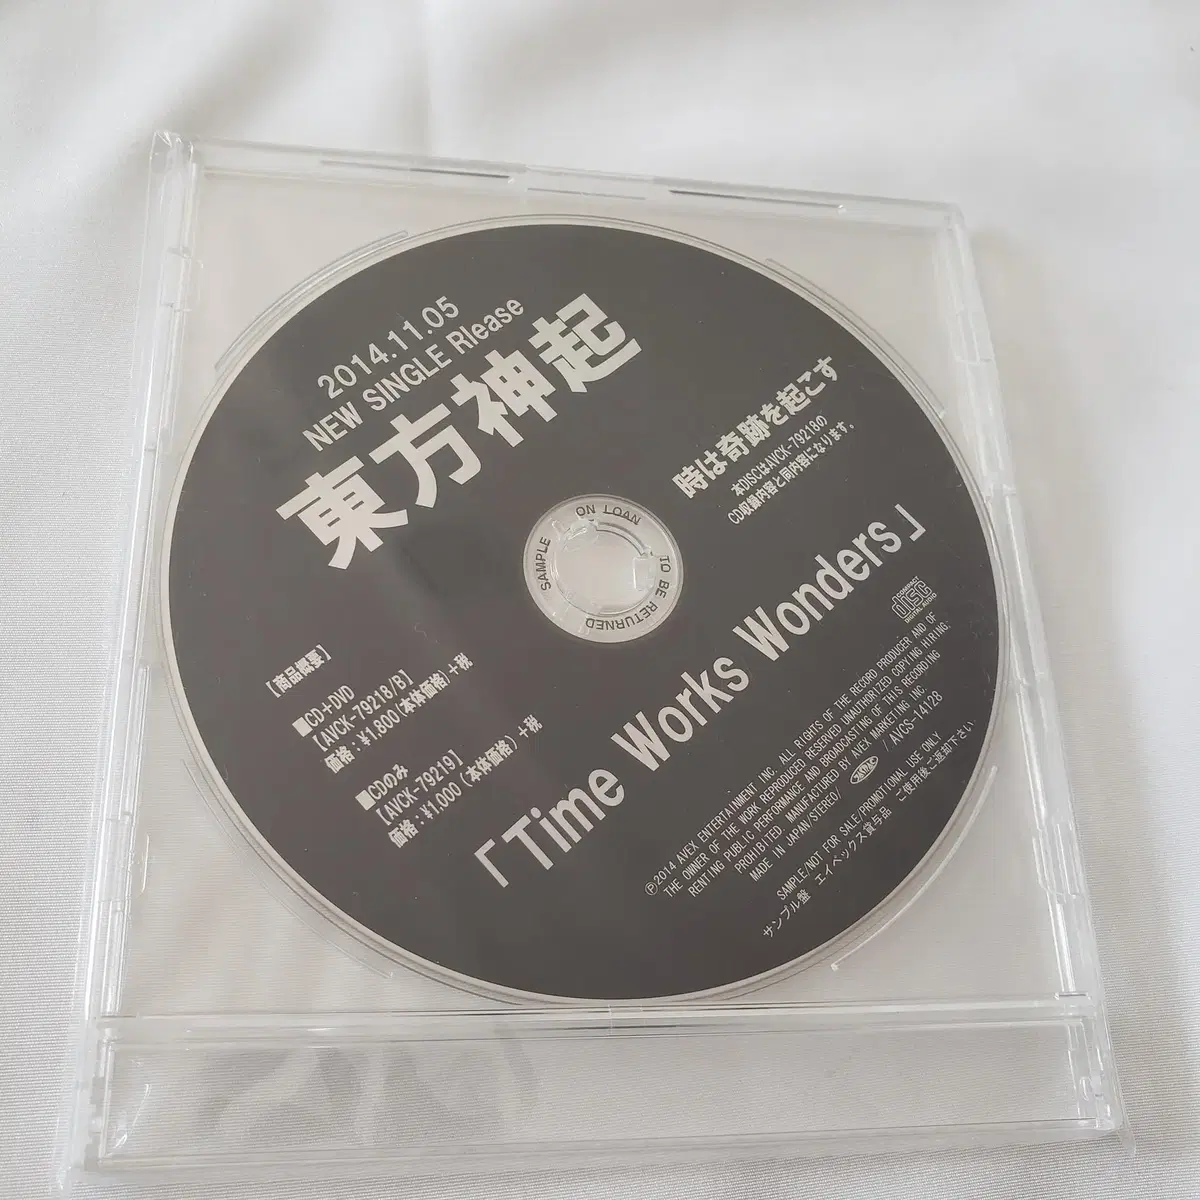 2014.11.05
NEW SINGLE Rlease
東方神起
時は奇跡を起こす
本DISCはAVCK-79218の
CD収録内容と同内容になります。
SAMPLE ON LOAN TO BE RETURNED
「Time Works Wonders」
【商品概要】
■CD+DVD
【AVCK-79218/B】
価格:¥1,800(本体価格)+税
■CDのみ
【AVCK-79219】
価格:¥1,000(本体価格)+税
COMPACT
disc
DIGITAL AUDIO
Ⓟ2014 AVEX ENTERTAINMENT INC. ALL RIGHTS OF THE RECORD PRODUCER AND OF
THE OWNER OF THE WORK REPRODUCED RESERVED UNAUTHORIZED COPYING HIRING.
RENTING PUBLIC PERFORMANCE AND BROADCASTING OF THIS RECORDING
PROHIBITED. MANUFACTURED BY AVEX MARKETING INC.
MADE IN JAPAN/STEREO/ / AVCS-14128
SAMPLE/NOT FOR SALE/PROMOTIONAL USE ONLY
サンプル盤 エイベックス賞与品 ご使用後ご返却下さい